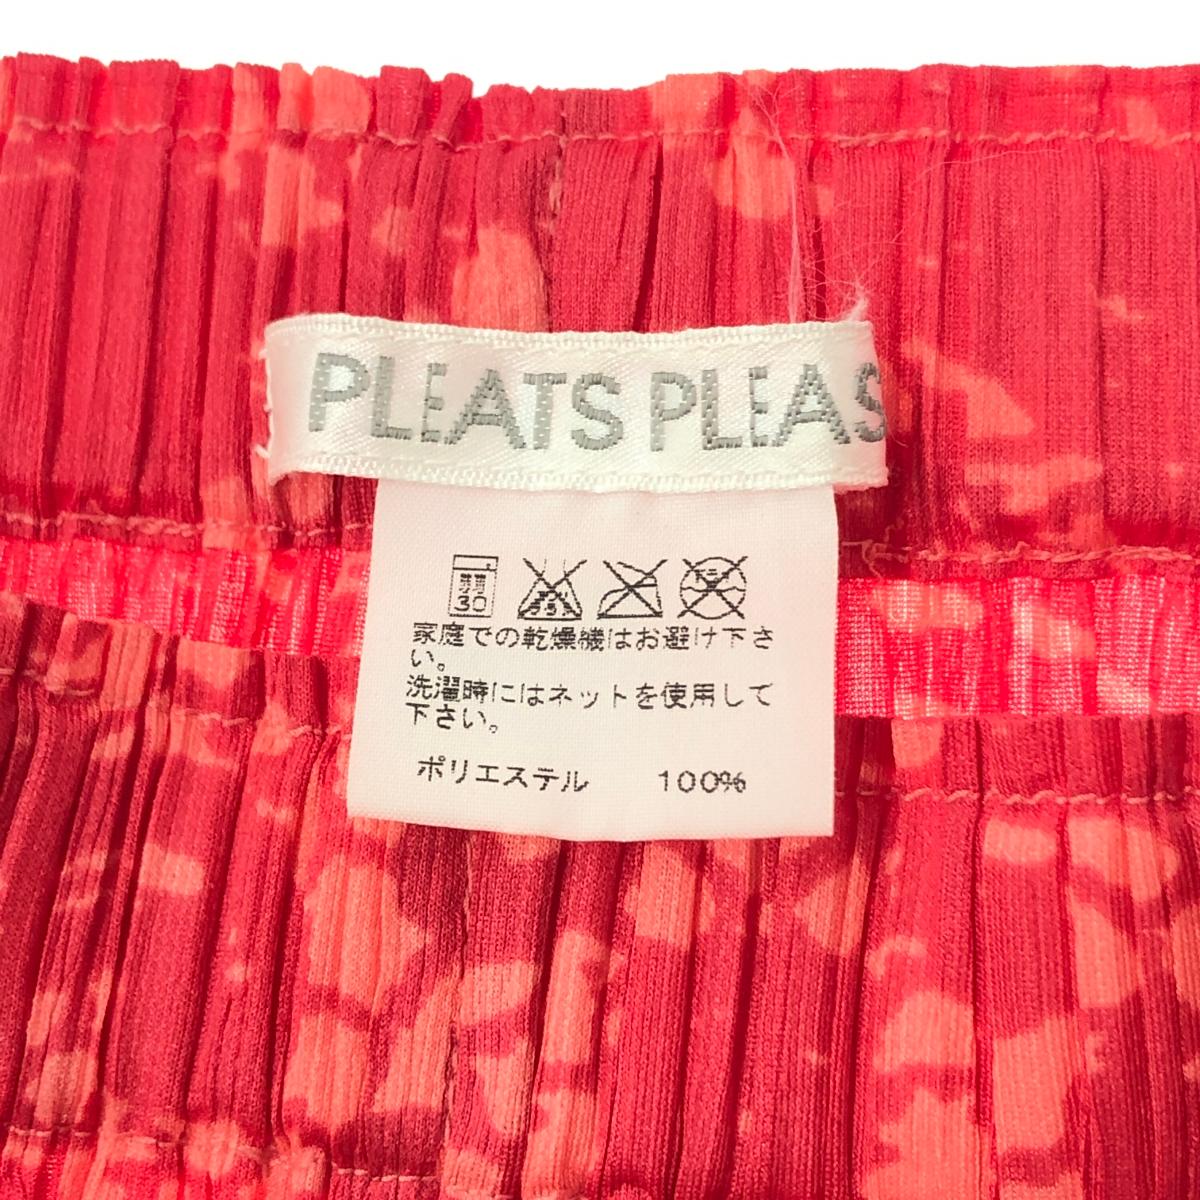 PLEATS PLEAS
30
家庭での乾燥機はお避け下さ
い。
洗濯時にはネットを使用して
下さい。
ポリエステル 100%